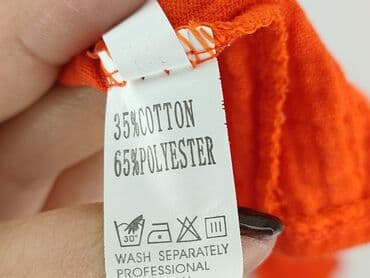 35%COTTON
65%POLYESTER
30°
WASH SEPARATELY
PROFESSIONAL